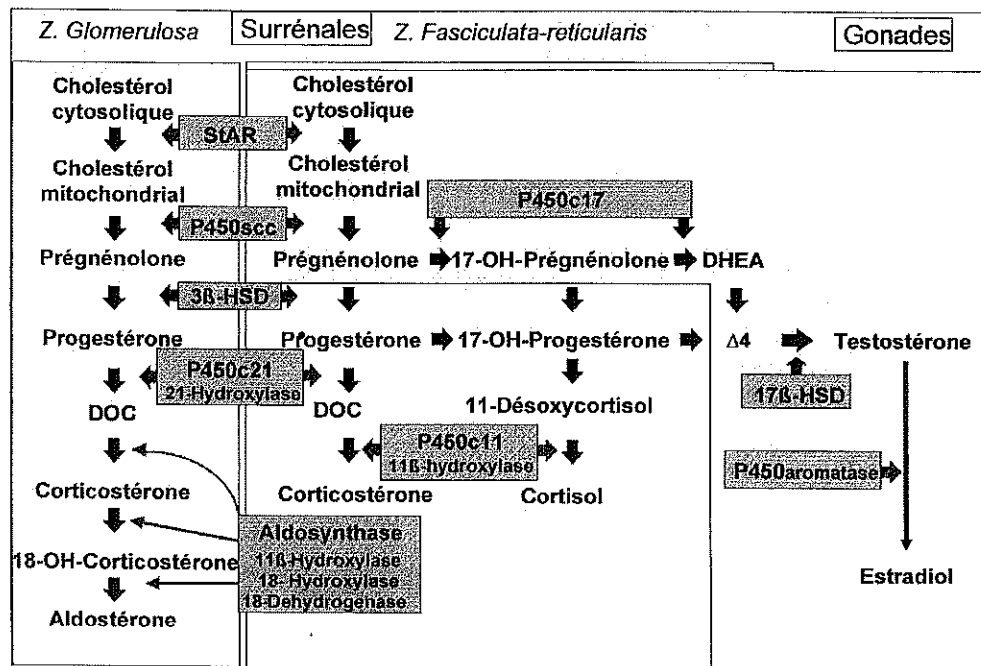 Z. Glomerulosa
Surrénales
Z. Fasciculata-reticularis
Gonades
Cholestérol
cytosolique
Cholestérol
cytosolique
StAR
Cholestérol
mitochondrial
Cholestérol
mitochondrial
P450c17
P450scc
Prégnénolone
Prégnénolone
17-OH-Prégnénolone
DHEA
3ß-HSD
Progestérone
Progestérone
17-OH-Progestérone
Δ4
Testostérone
P450c21
21-Hydroxylase
17ß-HSD
DOC
DOC
11-Désoxycortisol
P450c11
11ß-hydroxylase
P450aromatase
Corticostérone
Corticostérone
Cortisol
Aldosynthase
11ß-Hydroxylase
18- Hydroxylase
18-Dehydrogenase
18-OH-Corticostérone
Estradiol
Aldostérone